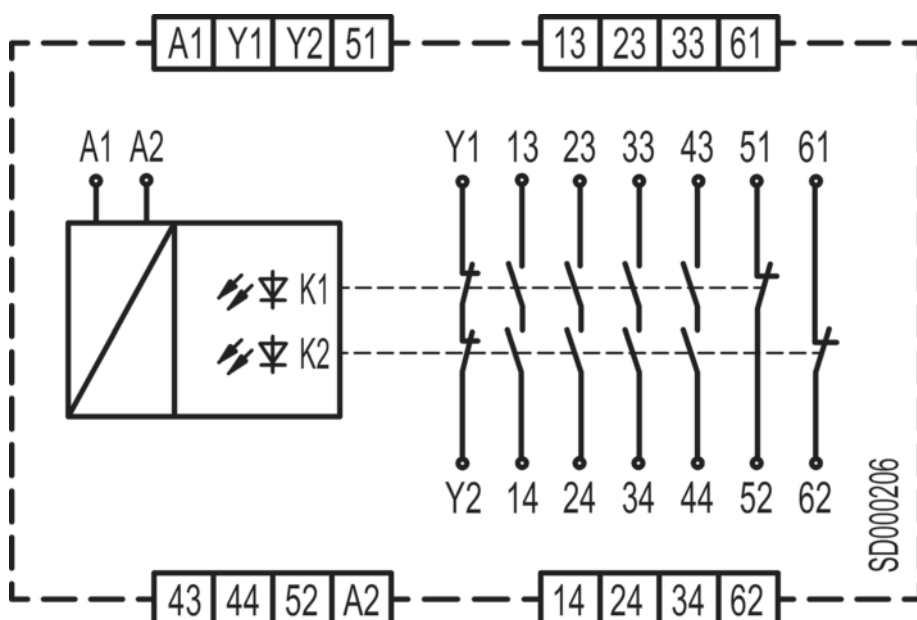 A1 Y1 Y2 51 13 23 33 61
A1 A2 Y1 13 23 33 43 51 61
K1
K2
Y2 14 24 34 44 52 62
SD000206
43 44 52 A2 14 24 34 62